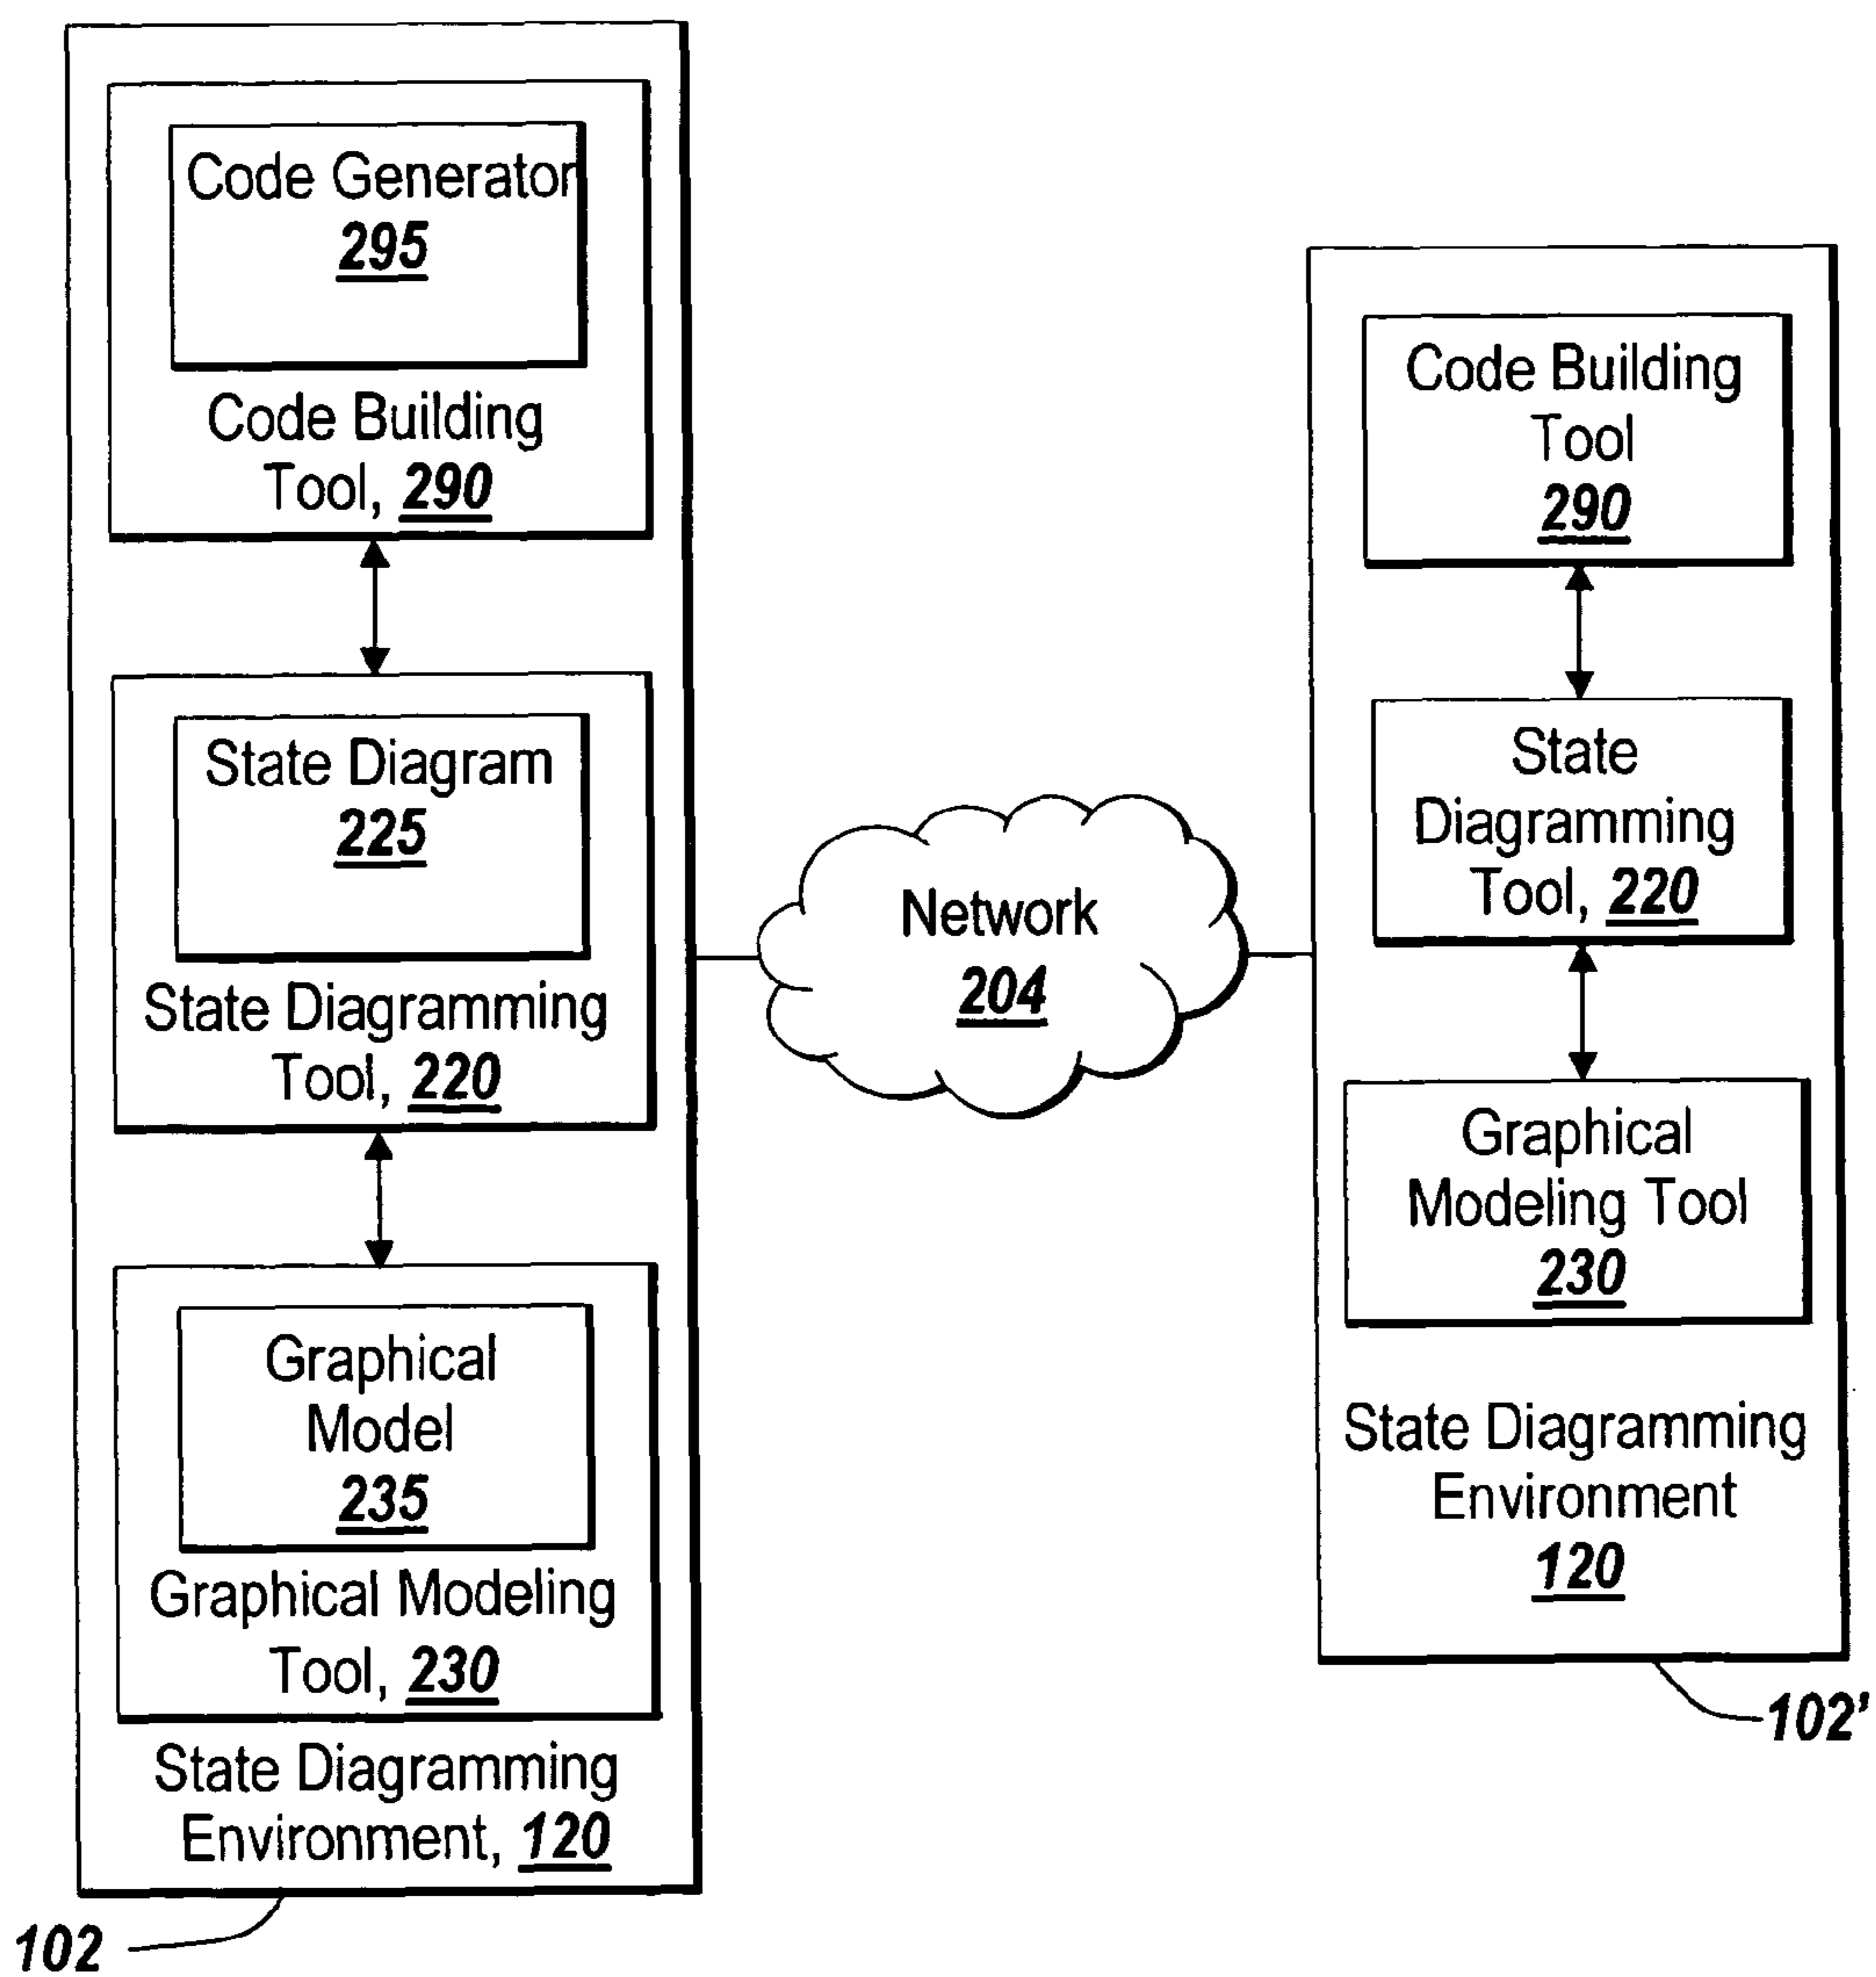 Code Generator
295
Code Building
Tool, 290
State Diagram
225
State Diagramming
Tool, 220
Graphical
Model
235
Graphical Modeling
Tool, 230
State Diagramming
Environment, 120
102
Network
204
Code Building
Tool
290
State
Diagramming
Tool, 220
Graphical
Modeling Tool
230
State Diagramming
Environment
120
102'